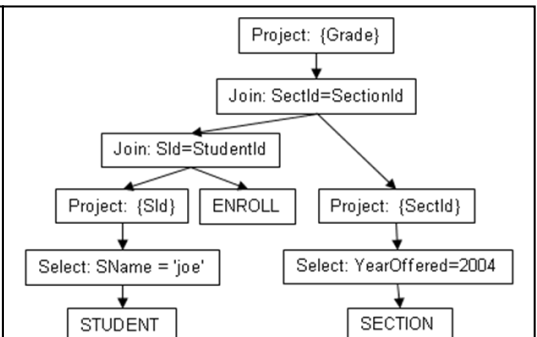 Project: {Grade}
Join: SectId=SectionId
Join: SId=StudentId
Project: {SId}
ENROLL
Project: {SectId}
Select: SName = 'joe'
Select: YearOffered=2004
STUDENT
SECTION